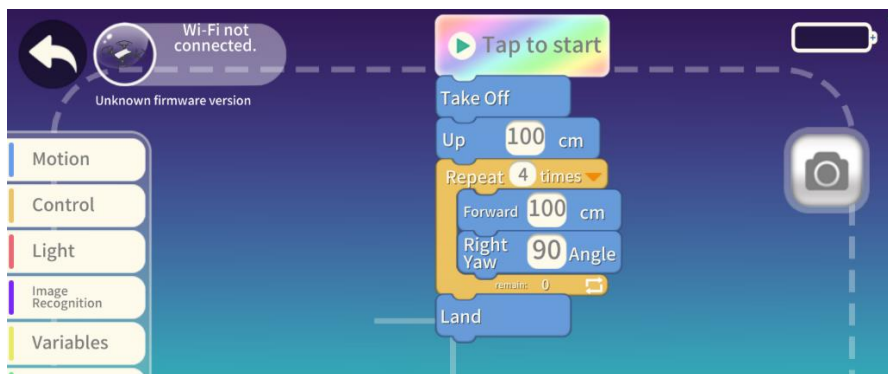 Wi-Fi not
connected.
Unknown firmware version
Motion
Control
Light
Image
Recognition
Variables
Tap to start
Take Off
Up 100 cm
Repeat 4 times
Forward 100 cm
Right
Yaw 90 Angle
remain: 0
Land